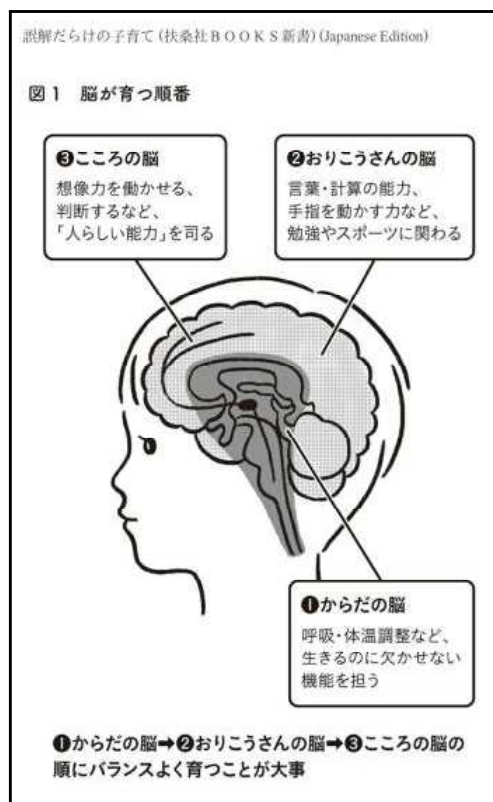 誤解だらけの子育て (扶桑社ＢＯＯＫＳ新書) (Japanese Edition)
図1 脳が育つ順番
❸こころの脳
想像力を働かせる、
判断するなど、
「人らしい能力」を司る
❷おりこうさんの脳
言葉・計算の能力、
手指を動かす力など、
勉強やスポーツに関わる
❶からだの脳
呼吸・体温調整など、
生きるのに欠かせない
機能を担う
❶からだの脳➡❷おりこうさんの脳➡❸こころの脳の
順にバランスよく育つことが大事